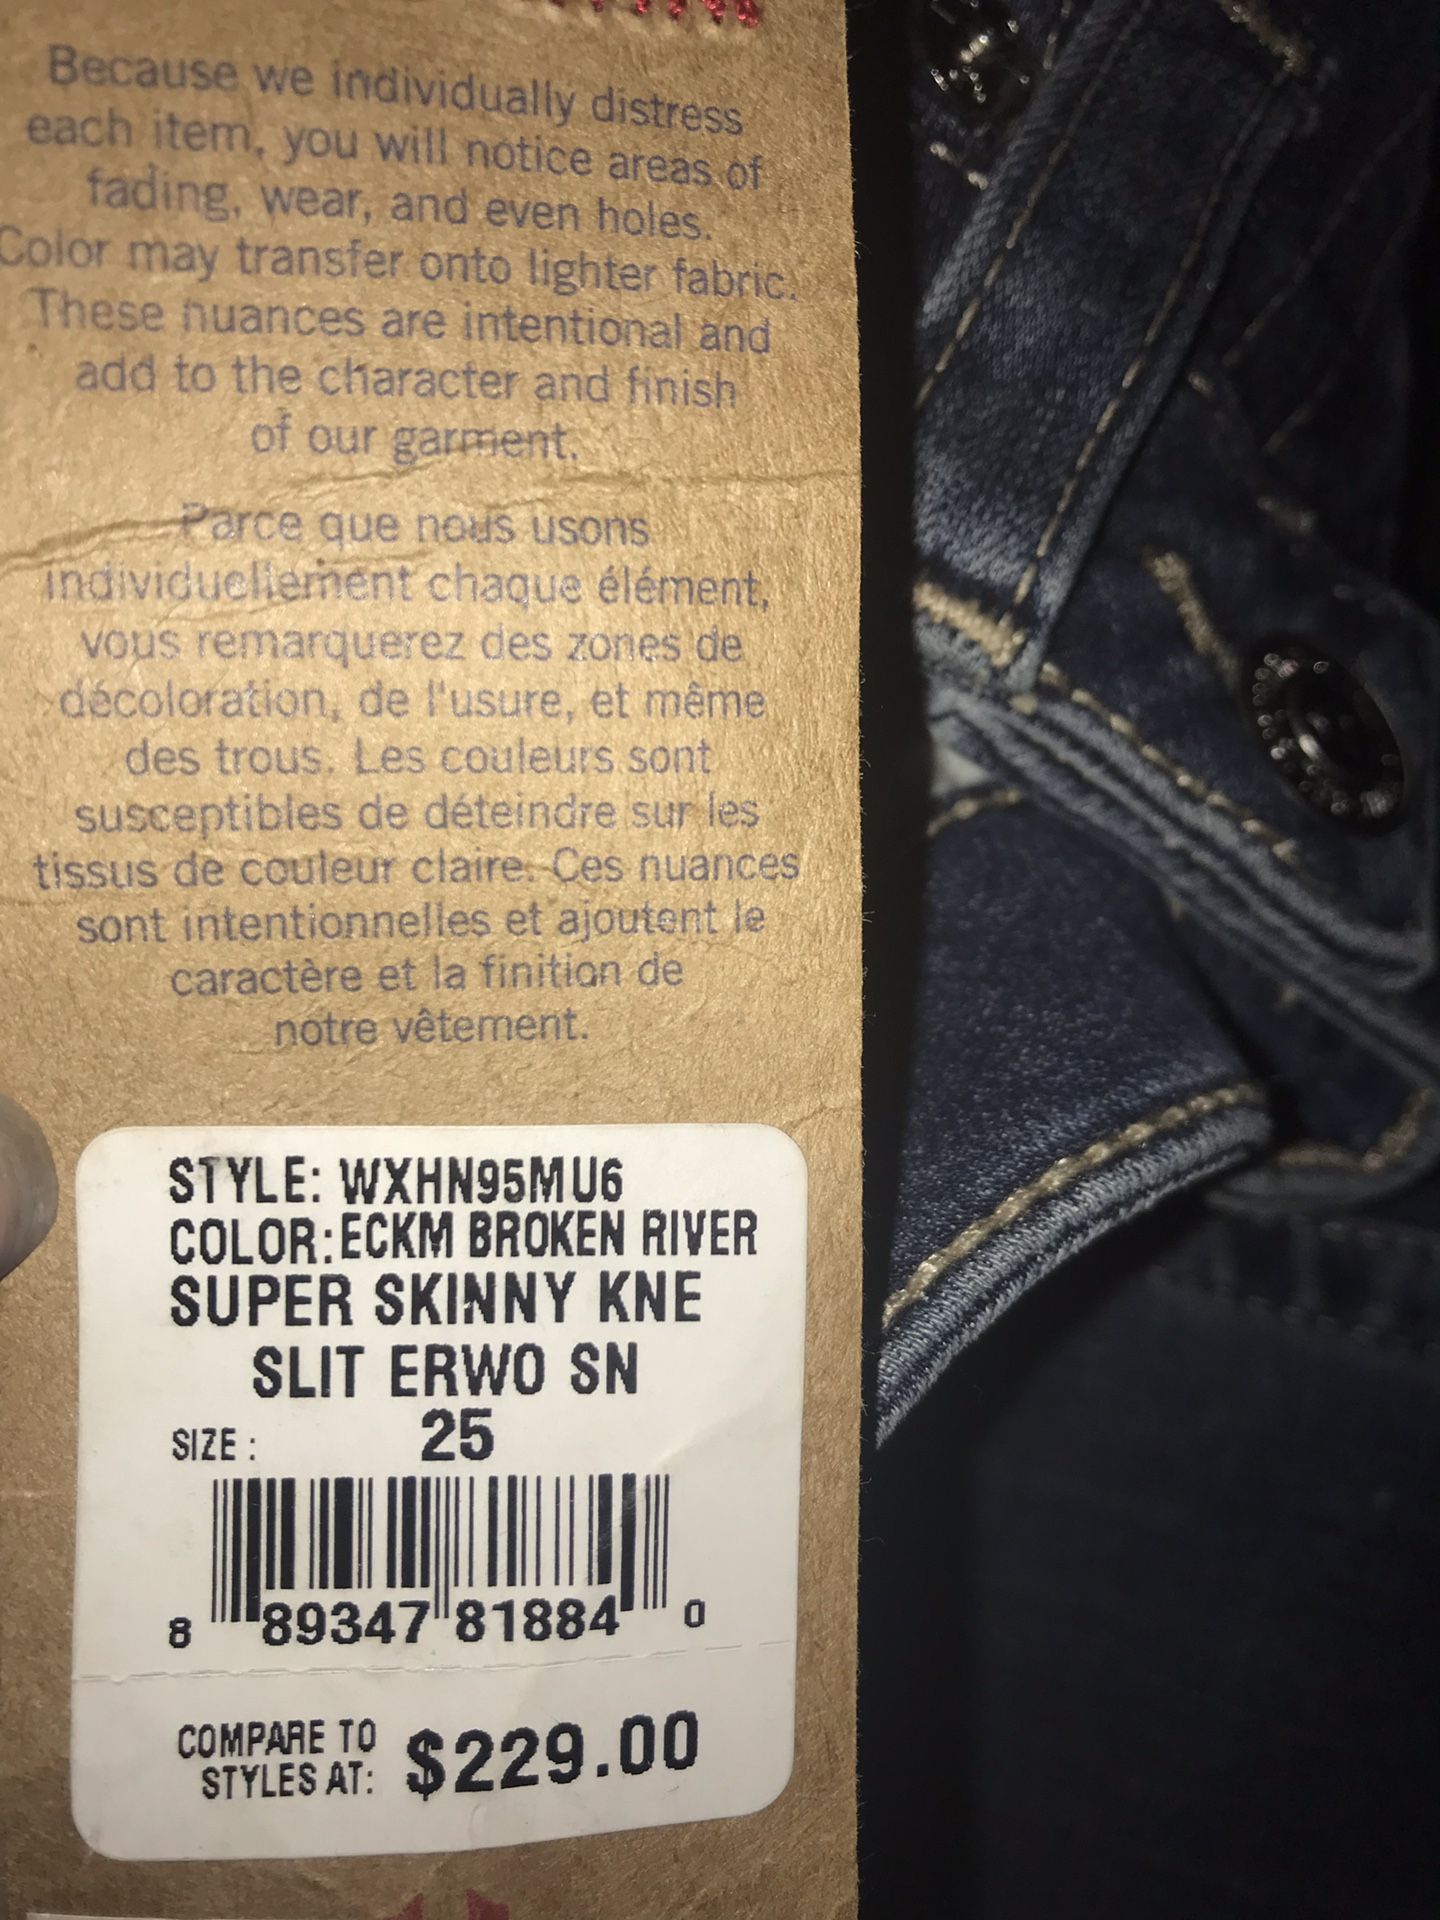 Because we individually distress
each item, you will notice areas of
fading, wear, and even holes.
Color may transfer onto lighter fabric.
These nuances are intentional and
add to the character and finish
of our garment.
Parce que nous usons
individuellement chaque élément,
vous remarquerez des zones de
décoloration, de l'usure, et même
des trous. Les couleurs sont
susceptibles de déteindre sur les
tissus de couleur claire. Ces nuances
sont intentionnelles et ajoutent le
caractère et la finition de
notre vêtement.
STYLE: WXHN95MU6
COLOR:ECKM BROKEN RIVER
SUPER SKINNY KNE
SLIT ERWO SN
SIZE : 25
8 89347 81884 0
COMPARE TO
STYLES AT: $229.00